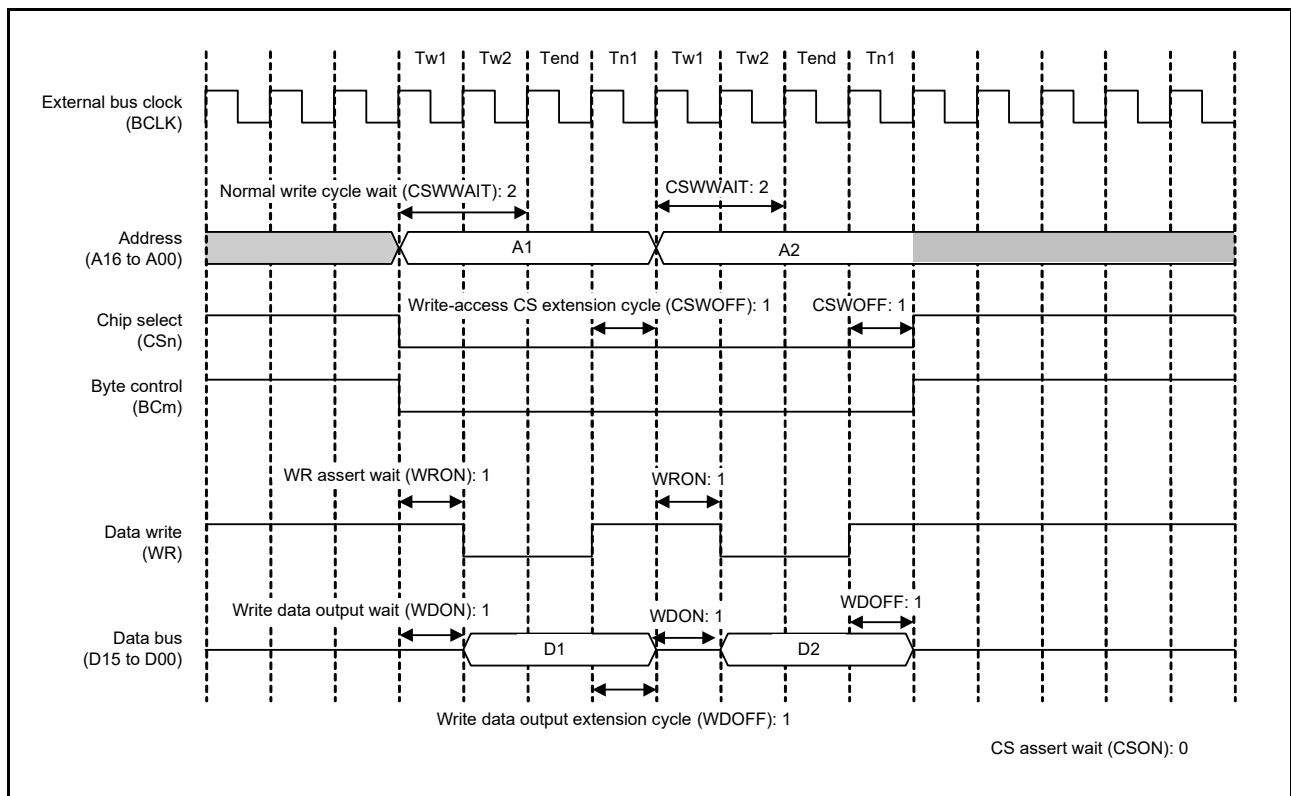 Tw1 Tw2 Tend Tn1 Tw1 Tw2 Tend Tn1
External bus clock
(BCLK)
Normal write cycle wait (CSWWAIT): 2
CSWWAIT: 2
Address
(A16 to A00)
A1
A2
Write-access CS extension cycle (CSWOFF): 1
CSWOFF: 1
Chip select
(CSn)
Byte control
(BCm)
WR assert wait (WRON): 1
WRON: 1
Data write
(WR)
Write data output wait (WDON): 1
WDON: 1
WDOFF: 1
Data bus
(D15 to D00)
D1
D2
Write data output extension cycle (WDOFF): 1
CS assert wait (CSON): 0